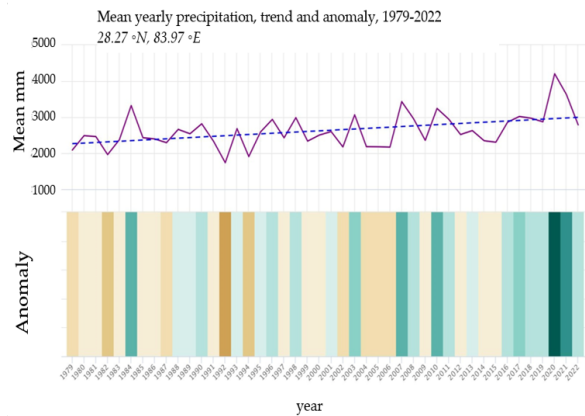 Mean yearly precipitation, trend and anomaly, 1979-2022
28.27 °N, 83.97 °E
Mean mm
5000
4000
3000
2000
1000
Anomaly
1979 1980 1981 1982 1983 1984 1985 1986 1987 1988 1989 1990 1991 1992 1993 1994 1995 1996 1997 1998 1999 2000 2001 2002 2003 2004 2005 2006 2007 2008 2009 2010 2011 2012 2013 2014 2015 2016 2017 2018 2019 2020 2021 2022
year